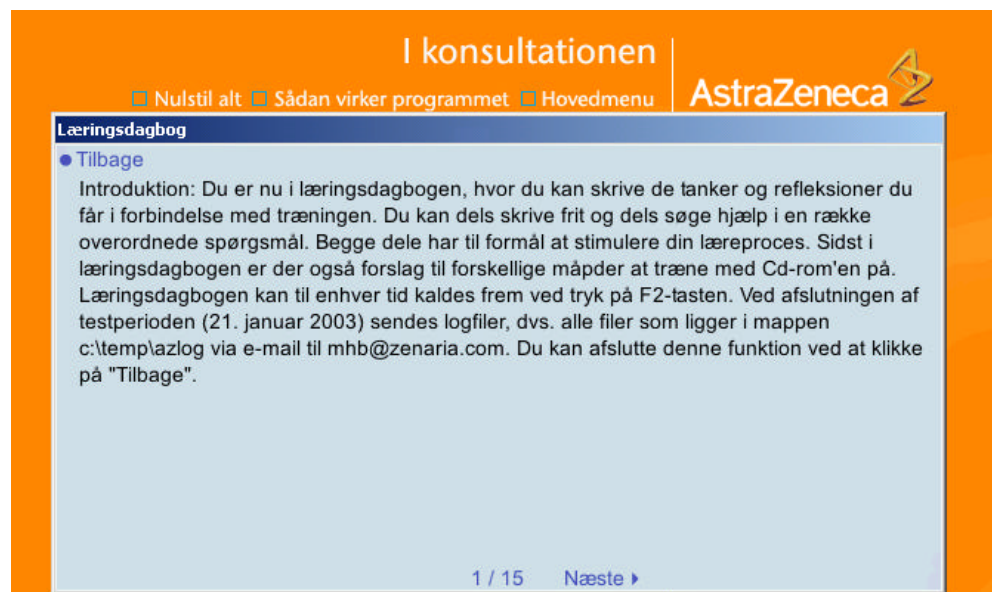 I konsultationen
Nulstil alt Sådan virker programmet Hovedmenu
AstraZeneca
Læringsdagbog
Tilbage
Introduktion: Du er nu i læringsdagbogen, hvor du kan skrive de tanker og refleksioner du
får i forbindelse med træningen. Du kan dels skrive frit og dels søge hjælp i en række
overordnede spørgsmål. Begge dele har til formål at stimulere din læreproces. Sidst i
læringsdagbogen er der også forslag til forskellige måpder at træne med Cd-rom'en på.
Læringsdagbogen kan til enhver tid kaldes frem ved tryk på F2-tasten. Ved afslutningen af
testperioden (21. januar 2003) sendes logfiler, dvs. alle filer som ligger i mappen
c:\temp\azlog via e-mail til mhb@zenaria.com. Du kan afslutte denne funktion ved at klikke
på "Tilbage".
1 / 15 Næste